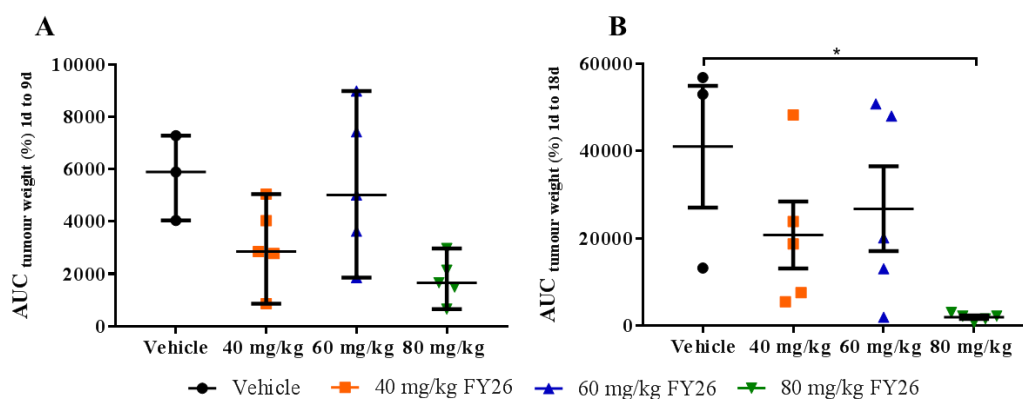 A
AUC tumour weight (%) 1d to 9d
10000
8000
6000
4000
2000
0
Vehicle 40 mg/kg 60 mg/kg 80 mg/kg
B
*
AUC tumour weight (%) 1d to 18d
60000
40000
20000
0
Vehicle 40 mg/kg 60 mg/kg 80 mg/kg
Vehicle 40 mg/kg FY26 60 mg/kg FY26 80 mg/kg FY26